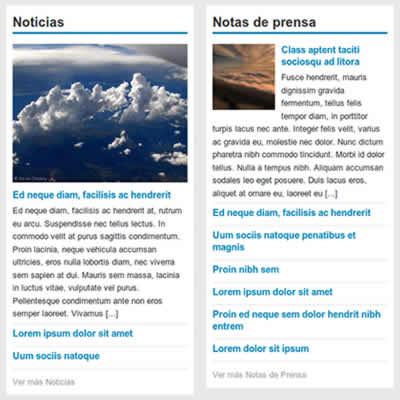 Noticias
Ed neque diam, facilisis ac hendrerit
Ed neque diam, facilisis ac hendrerit at, rutrum
eu arcu. Suspendisse nec tellus lectus. In
commodo velit at purus sagittis condimentum.
Proin lacinia, neque vehicula accumsan
ultricies, eros nulla lobortis diam, nec viverra
sem sapien at dui. Mauris sem massa, lacinia
in luctus vitae, vulputate vel purus.
Pellentesque condimentum ante non eros
semper laoreet. Vivamus [...]
Lorem ipsum dolor sit amet
Uum sociis natoque
Ver más Noticias
Notas de prensa
Class aptent taciti
sociosqu ad litora
Fusce hendrerit, mauris
dignissim gravida
fermentum, tellus felis
tempor diam, in porttitor
turpis lacus nec ante. Integer felis velit, varius
ac gravida eu, molestie nec dolor. Nunc dictum
pharetra nibh commodo tincidunt. Morbi id dolor
tellus. Nulla a tempus nibh. Aliquam accumsan
sodales leo eget posuere. Duis lacus eros,
aliquet at ornare eu, laoreet eu [...]
Ed neque diam, facilisis ac hendrerit
Uum sociis natoque penatibus et
magnis
Proin nibh sem
Lorem ipsum dolor sit amet
Proin ed neque sem dolor hendrit nibh
entrem
Lorem dolor sit ipsum
Ver más Notas de Prensa